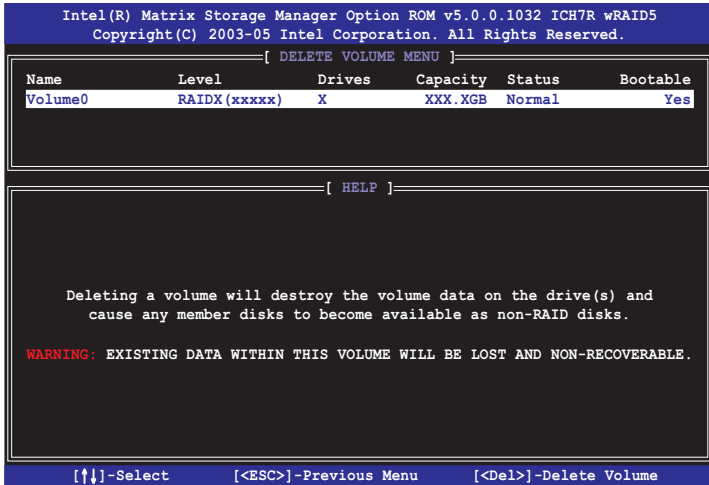 Intel(R) Matrix Storage Manager Option ROM v5.0.0.1032 ICH7R wRAID5
Copyright(C) 2003-05 Intel Corporation. All Rights Reserved.
[ DELETE VOLUME MENU ]
Name Level Drives Capacity Status Bootable
Volume0 RAIDX(xxxxx) X XXX.XGB Normal Yes
[ HELP ]
Deleting a volume will destroy the volume data on the drive(s) and
cause any member disks to become available as non-RAID disks.
WARNING: EXISTING DATA WITHIN THIS VOLUME WILL BE LOST AND NON-RECOVERABLE.
[↑↓]-Select [<ESC>]-Previous Menu [<Del>]-Delete Volume